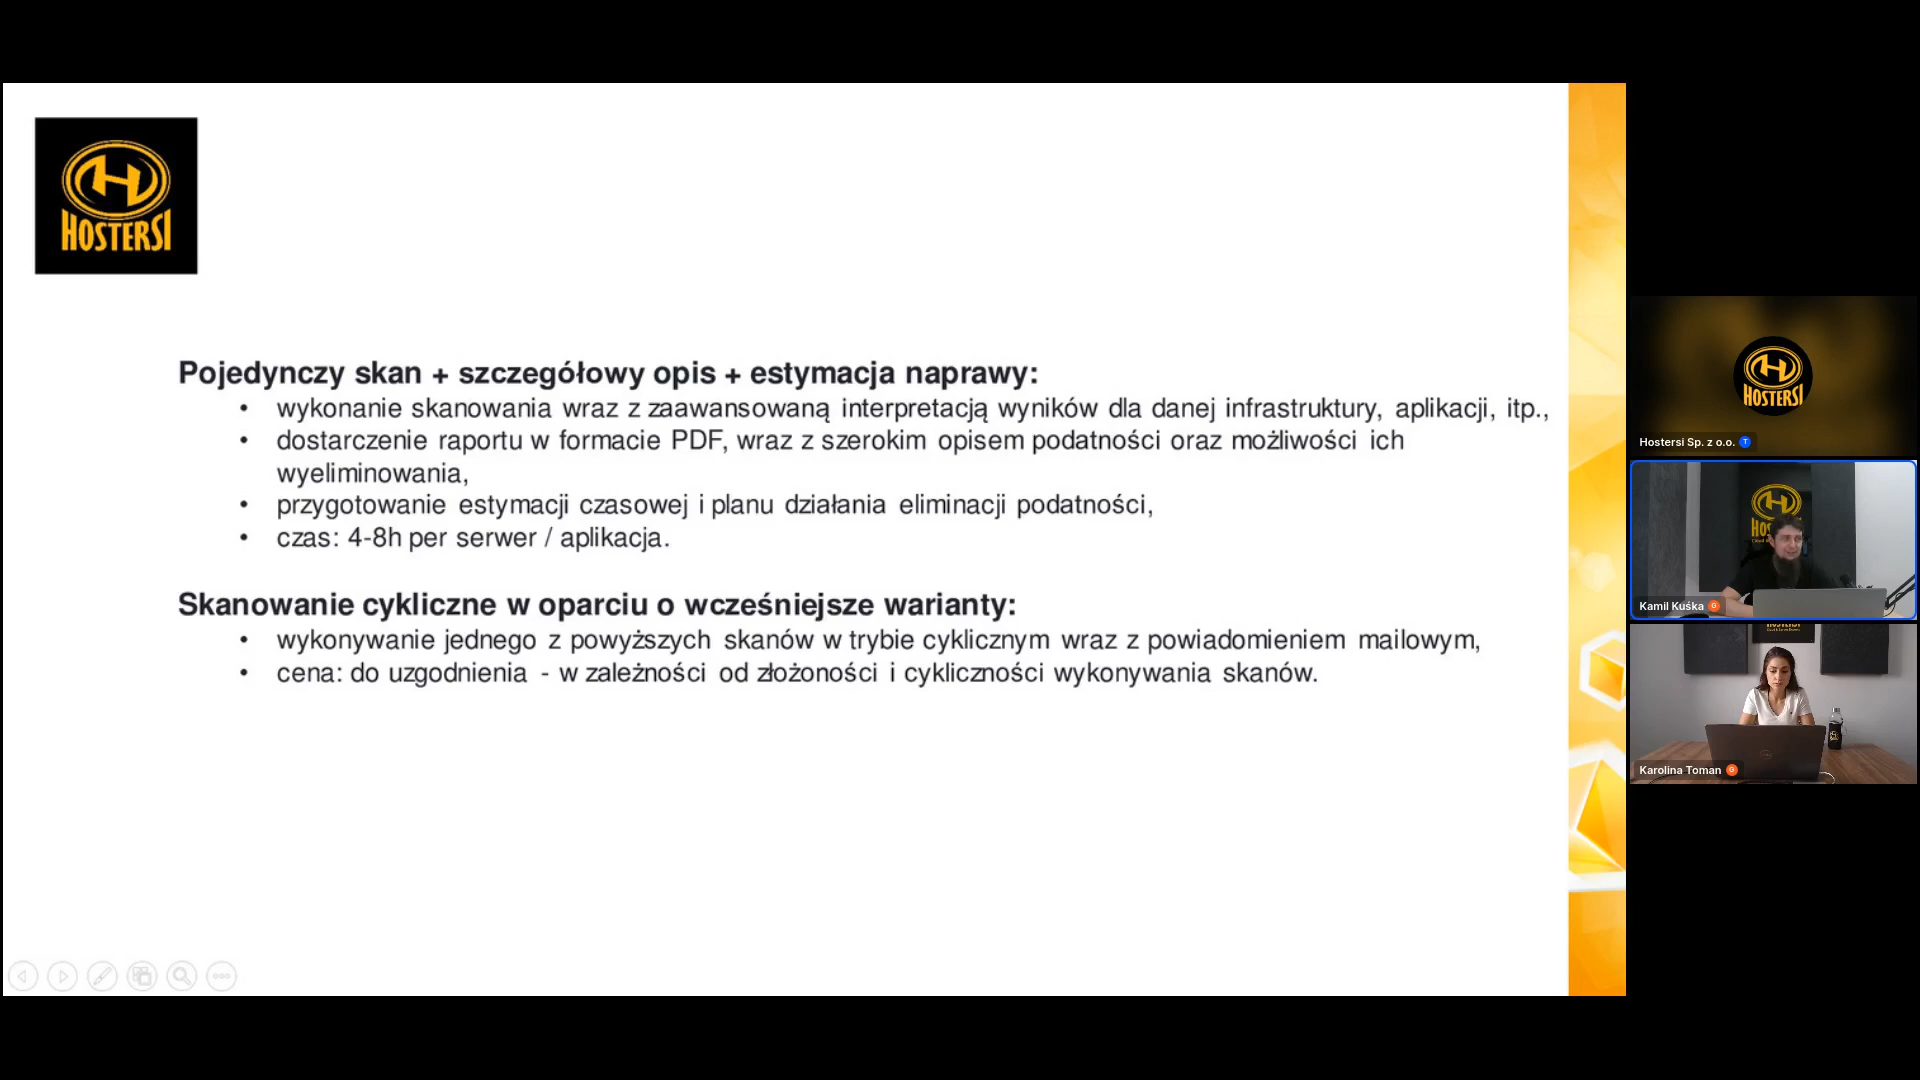 HOSTERSI
Pojedynczy skan + szczegółowy opis + estymacja naprawy:
• wykonanie skanowania wraz z zaawansowaną interpretacją wyników dla danej infrastruktury, aplikacji, itp.,
• dostarczenie raportu w formacie PDF, wraz z szerokim opisem podatności oraz możliwości ich
wyeliminowania,
• przygotowanie estymacji czasowej i planu działania eliminacji podatności,
• czas: 4-8h per serwer / aplikacja.
Skanowanie cykliczne w oparciu o wcześniejsze warianty:
• wykonywanie jednego z powyższych skanów w trybie cyklicznym wraz z powiadomieniem mailowym,
• cena: do uzgodnienia - w zależności od złożoności i cykliczności wykonywania skanów.
HOSTERSI
Hostersi Sp. z o.o. T
Kamil Kuśka G
Karolina Toman G